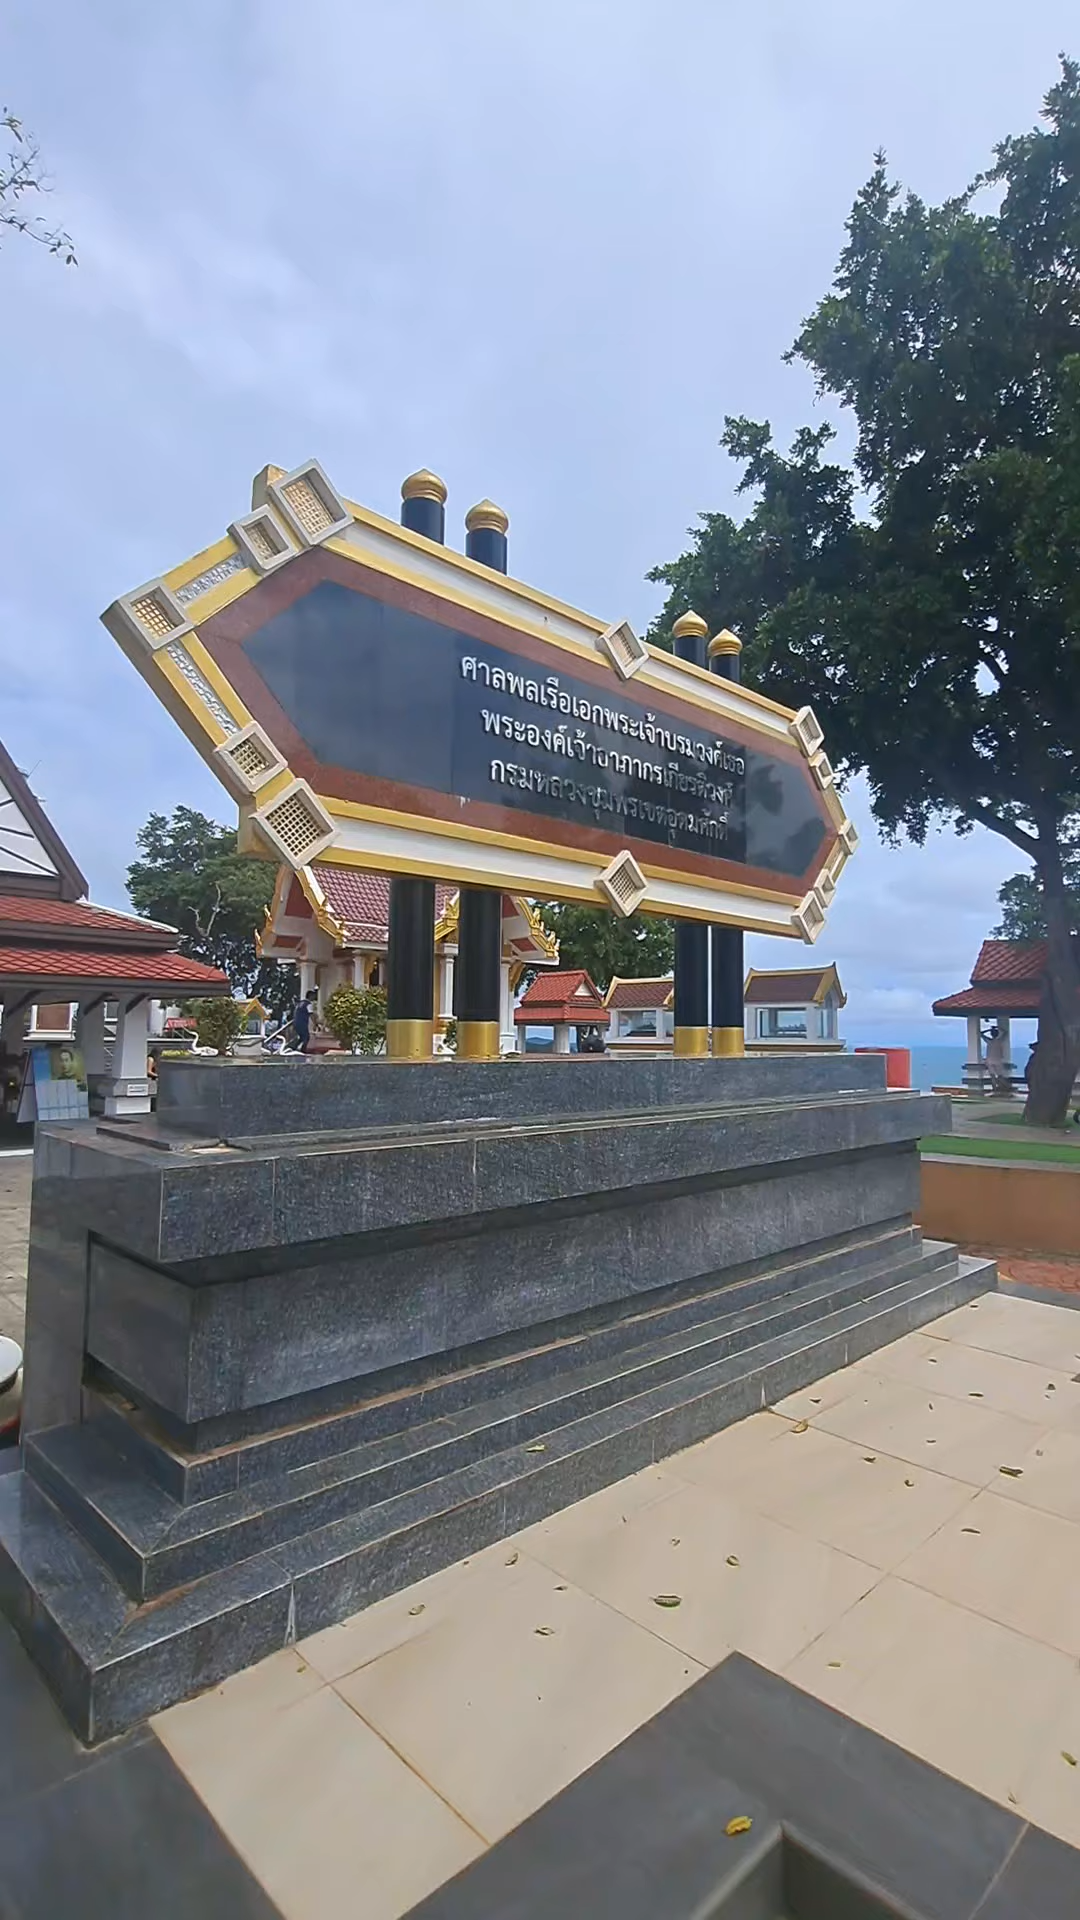 ศาลพลเรือเอกพระเจ้าบรมวงศ์เธอ
พระองค์เจ้าอาภากรเกียรติวงศ์
กรมหลวงชุมพรเขตอุดมศักดิ์